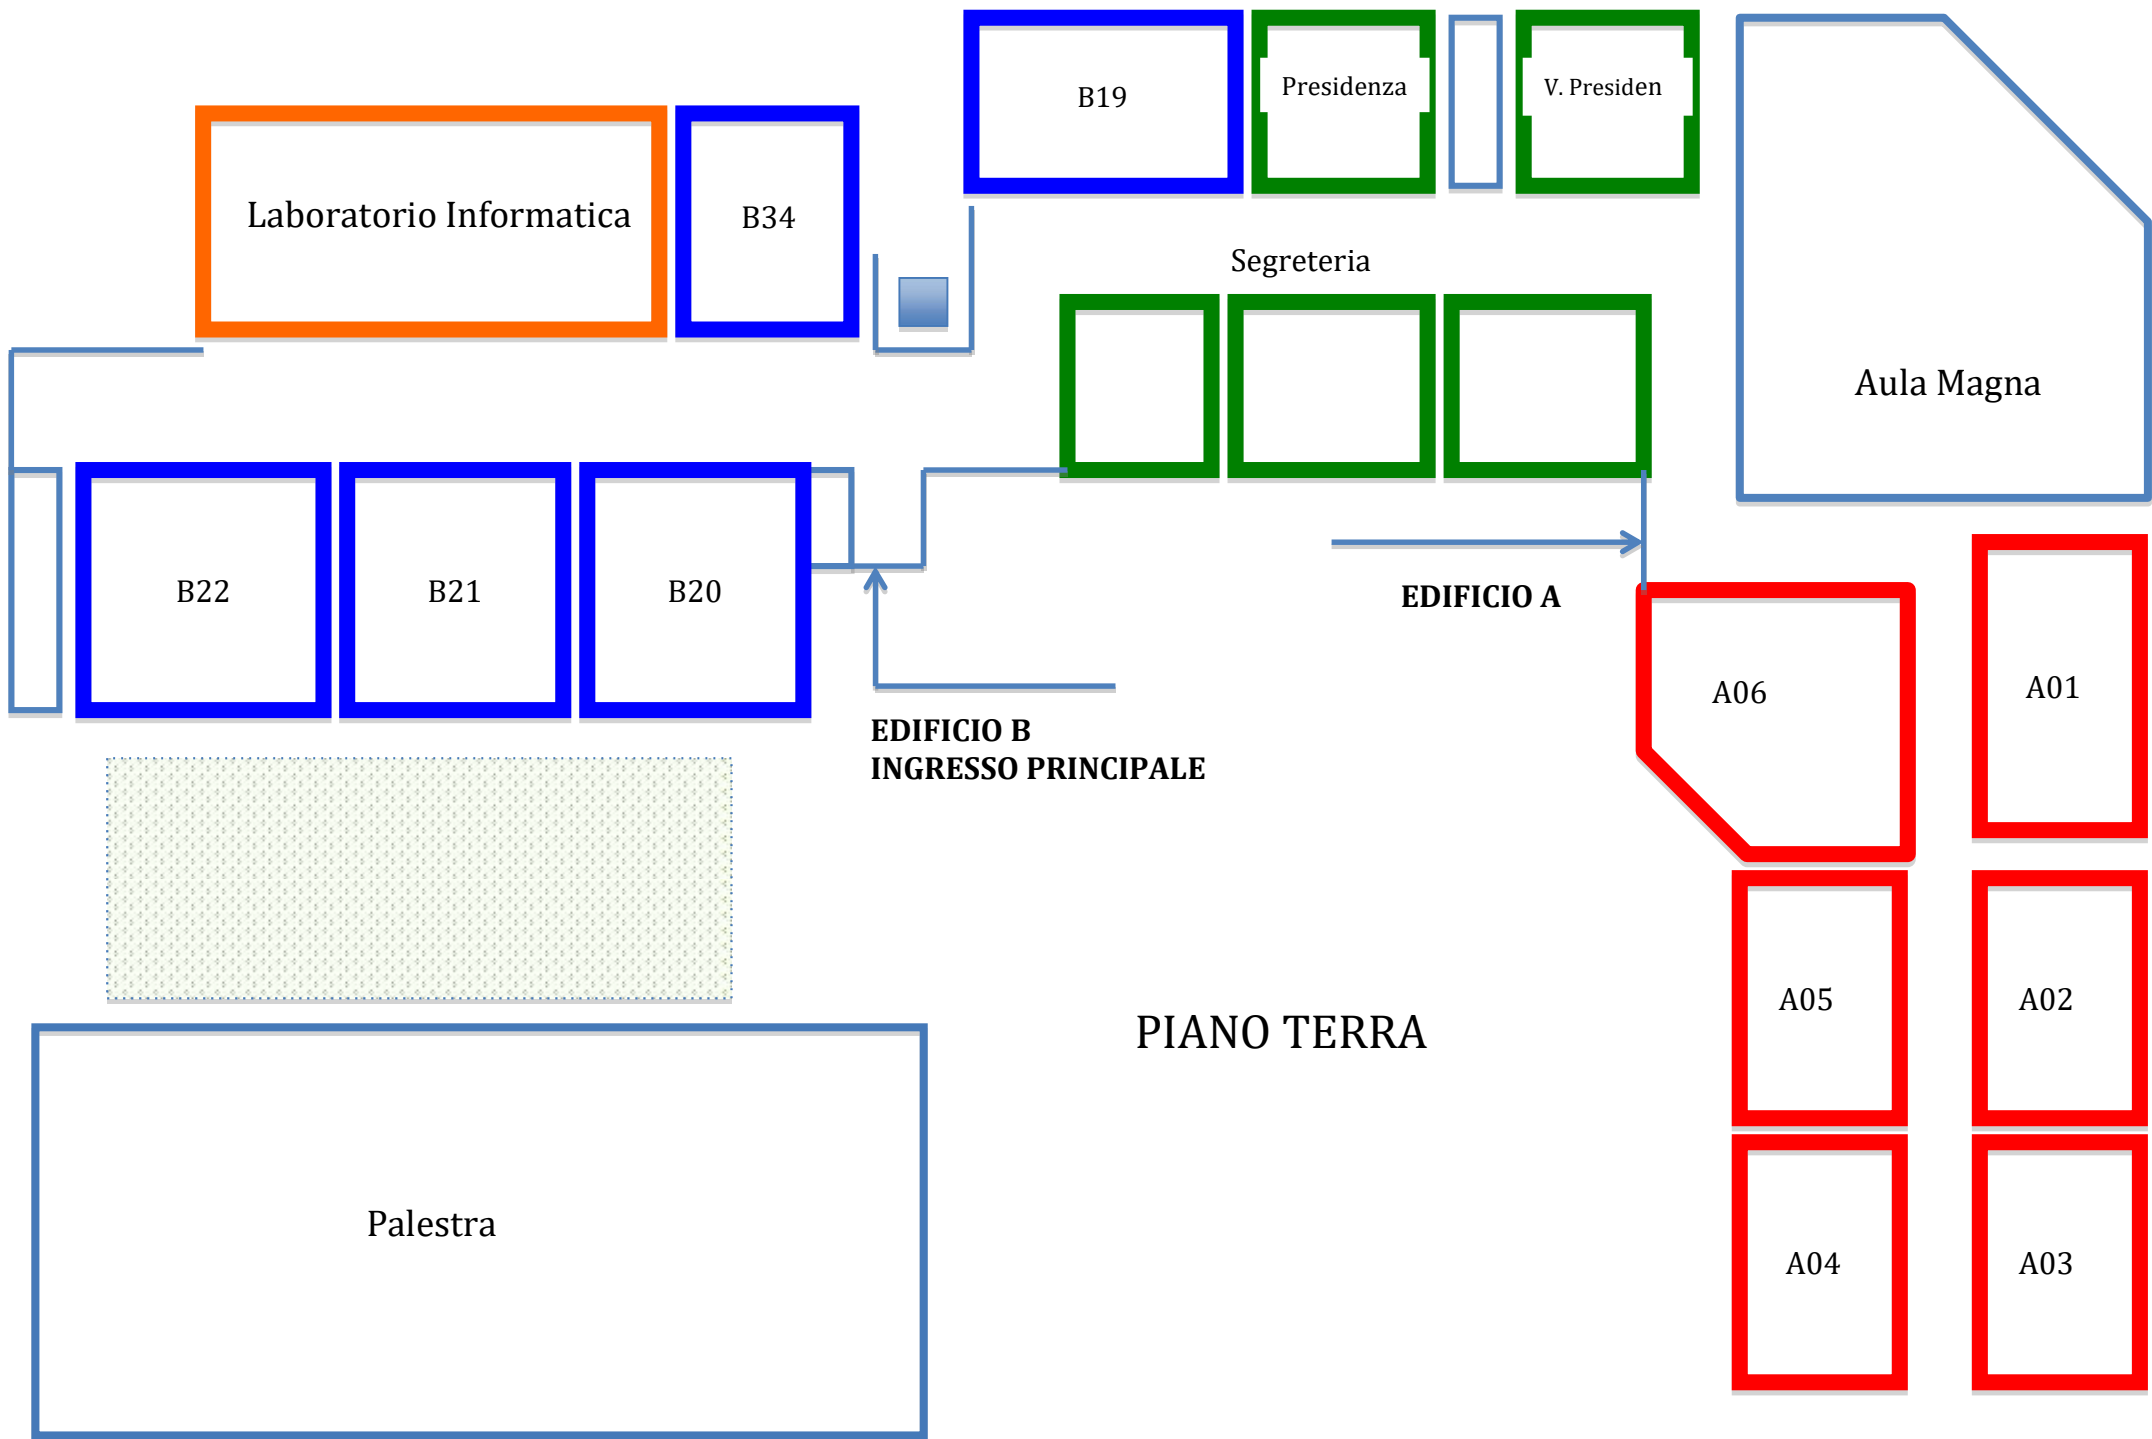 B19
Presidenza
V. Presiden
Laboratorio Informatica
B34
Segreteria
Aula Magna
B22
B21
B20
EDIFICIO A
A06
A01
EDIFICIO B
INGRESSO PRINCIPALE
A05
A02
PIANO TERRA
Palestra
A04
A03